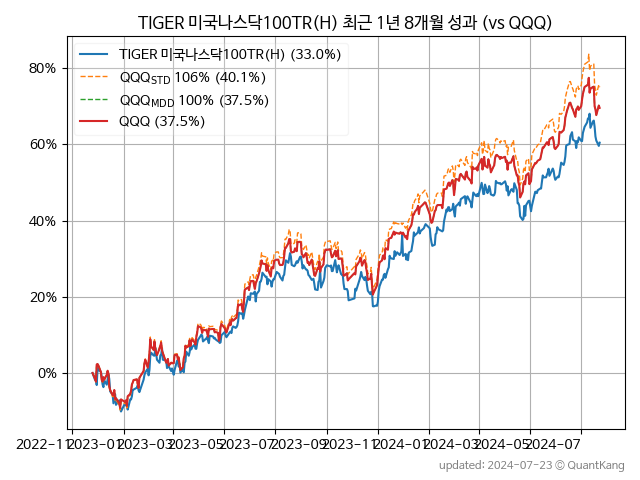 TIGER 미국나스닥100TR(H) 최근 1년 8개월 성과 (vs QQQ)
TIGER 미국나스닥100TR(H) (33.0%)
QQQSTD 106% (40.1%)
QQQMDD 100% (37.5%)
QQQ (37.5%)
80%
60%
40%
20%
0%
2022-11 2023-01 2023-03 2023-05 2023-07 2023-09 2023-11 2024-01 2024-03 2024-05 2024-07
updated: 2024-07-23 © QuantKang